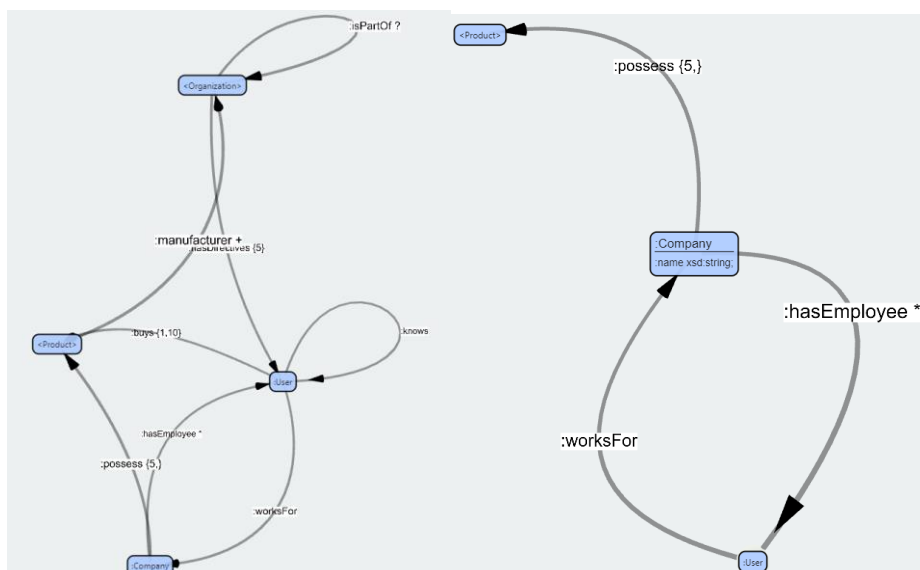 :isPartOf ?
<Organization>
:manufacturer +
:hasDirectives {5}
:buys {1,10}
:knows
<Product>
:User
:hasEmployee *
:possess {5,}
:worksFor
:Company
<Product>
:possess {5,}
:Company
:name xsd:string;
:hasEmployee *
:worksFor
:User